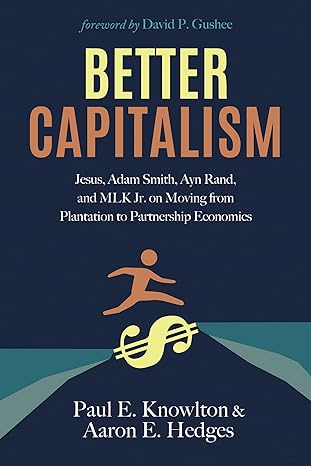 foreword by David P. Gushee
BETTER
CAPITALISM
Jesus, Adam Smith, Ayn Rand,
and MLK Jr. on Moving from
Plantation to Partnership Economics
$
Paul E. Knowlton &
Aaron E. Hedges